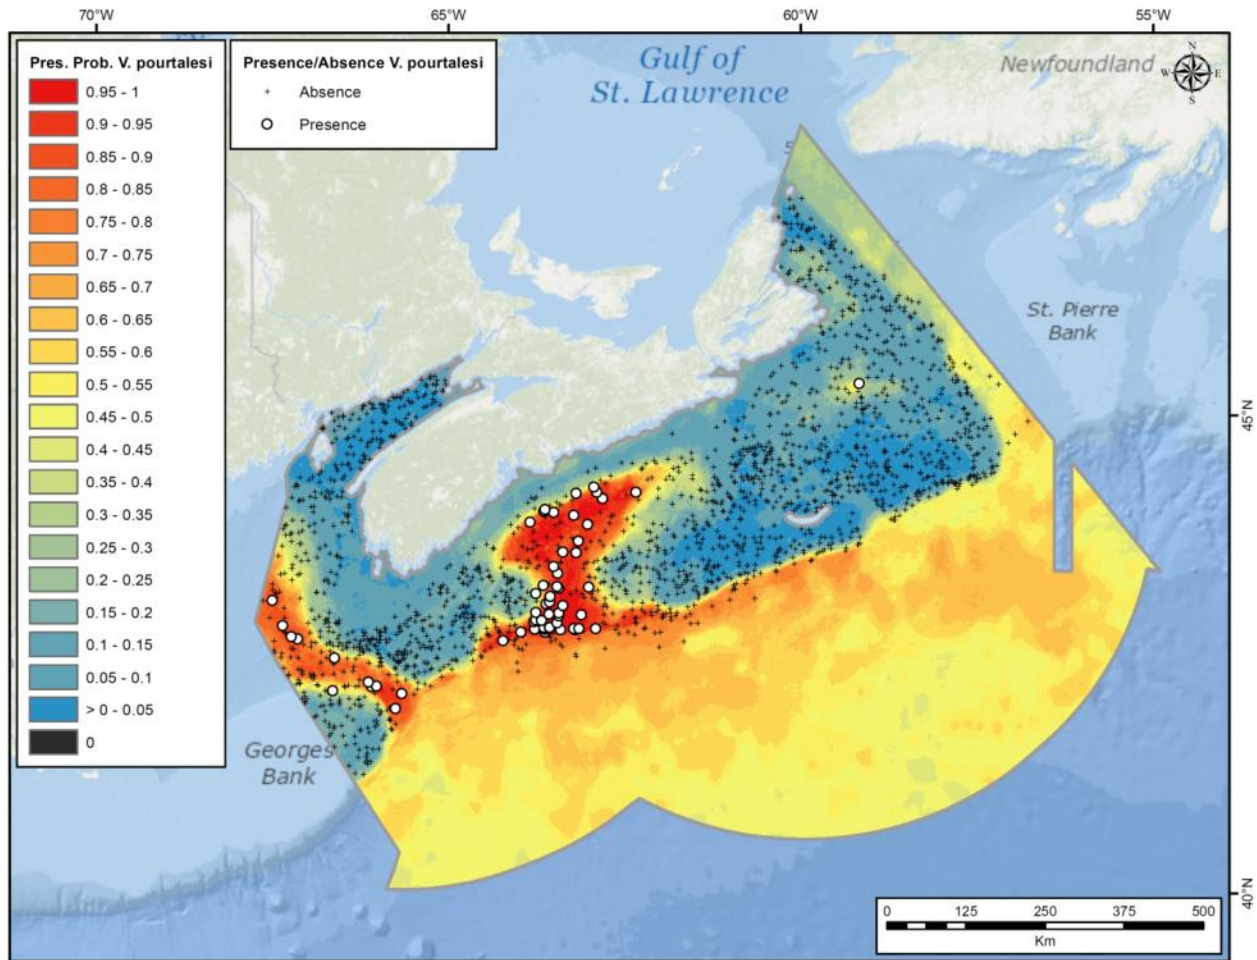 70°W
65°W
60°W
55°W
Pres. Prob. V. pourtalesi
0.95 - 1
0.9 - 0.95
0.85 - 0.9
0.8 - 0.85
0.75 - 0.8
0.7 - 0.75
0.65 - 0.7
0.6 - 0.65
0.55 - 0.6
0.5 - 0.55
0.45 - 0.5
0.4 - 0.45
0.35 - 0.4
0.3 - 0.35
0.25 - 0.3
0.2 - 0.25
0.15 - 0.2
0.1 - 0.15
0.05 - 0.1
> 0 - 0.05
0
Presence/Absence V. pourtalesi
Absence
Presence
Gulf of
St. Lawrence
Newfoundland
N
W
E
S
St. Pierre
Bank
45°N
Georges
Bank
40°N
0
125
250
375
500
Km